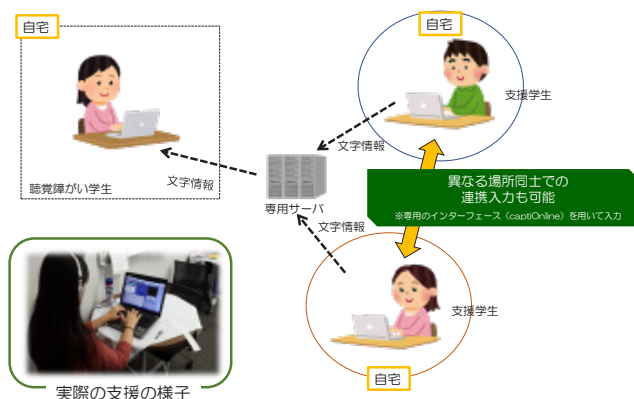 自宅
自宅
支援学生
文字情報
聴覚障がい学生
文字情報
専用サーバ
異なる場所同士での
連携入力も可能
※専用のインターフェース（captiOnline）を用いて入力
文字情報
支援学生
自宅
実際の支援の様子